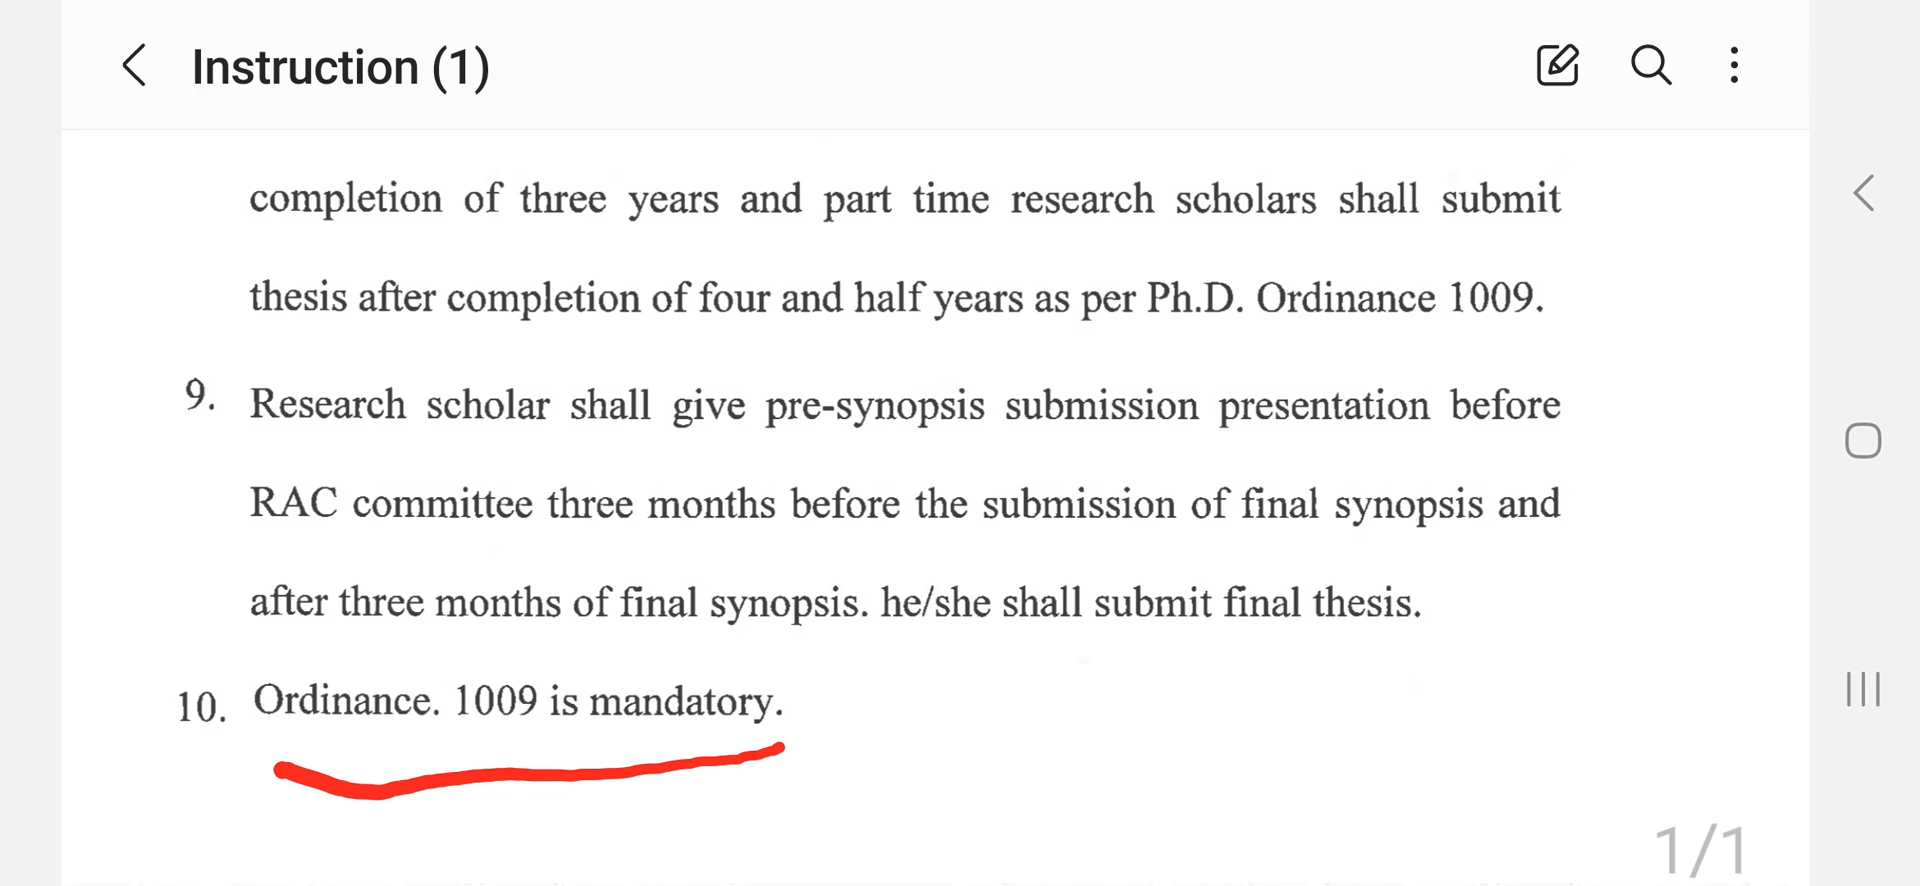 Instruction (1)
completion of three years and part time research scholars shall submit
thesis after completion of four and half years as per Ph.D. Ordinance 1009.
9. Research scholar shall give pre-synopsis submission presentation before
RAC committee three months before the submission of final synopsis and
after three months of final synopsis. he/she shall submit final thesis.
10. Ordinance. 1009 is mandatory.
1/1